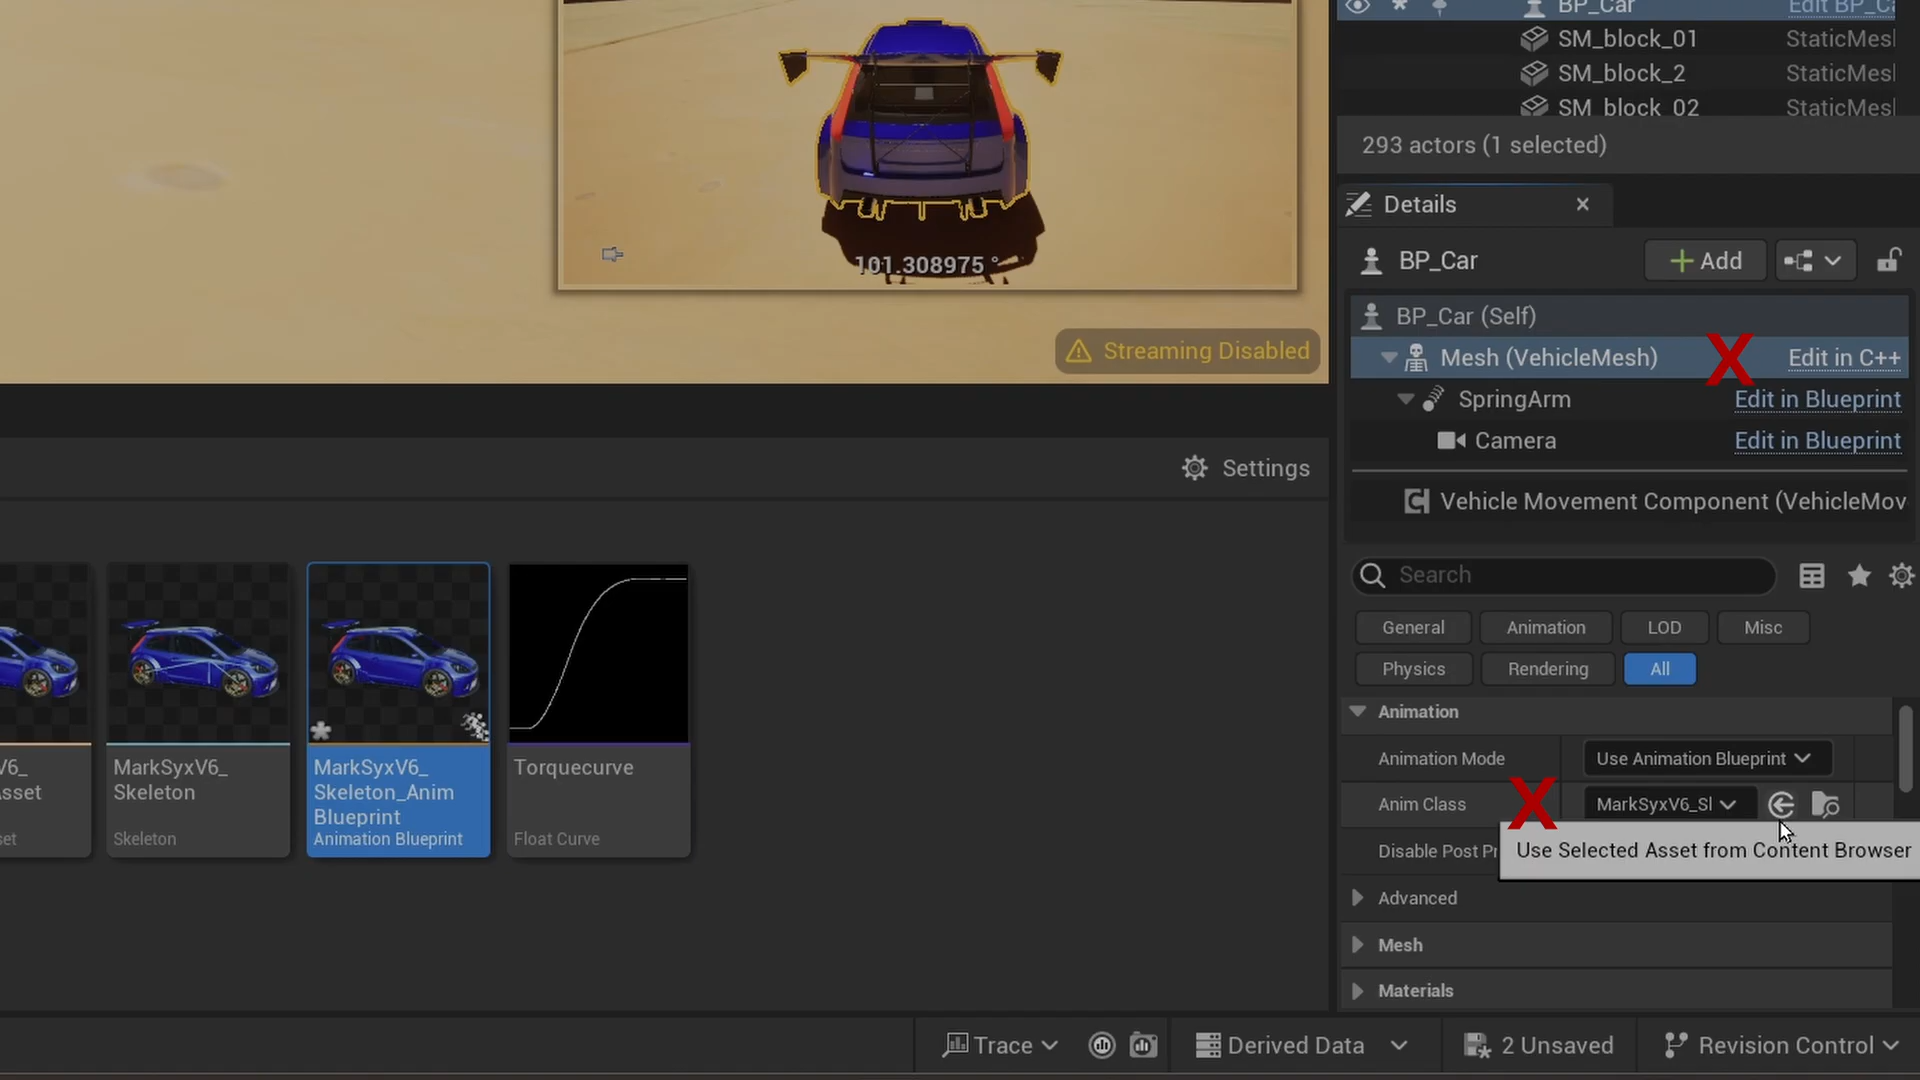 BP_Car
Edit BP_Ca
SM_block_01
StaticMesl
SM_block_2
StaticMesl
SM_block_02
StaticMesl
293 actors (1 selected)
Details
BP_Car
Add
BP_Car (Self)
Mesh (VehicleMesh)
X
Edit in C++
SpringArm
Edit in Blueprint
Camera
Edit in Blueprint
Vehicle Movement Component (VehicleMov
Search
General
Animation
LOD
Misc
Physics
Rendering
All
Animation
Animation Mode
Use Animation Blueprint
Anim Class
X
MarkSyxV6_Sl
Disable Post Pr
Use Selected Asset from Content Browser
Advanced
Mesh
Materials
101.308975 °
Streaming Disabled
Settings
V6_
sset
set
MarkSyxV6_
Skeleton
Skeleton
MarkSyxV6_
Skeleton_Anim
Blueprint
Animation Blueprint
Torquecurve
Float Curve
Trace
Derived Data
2 Unsaved
Revision Control